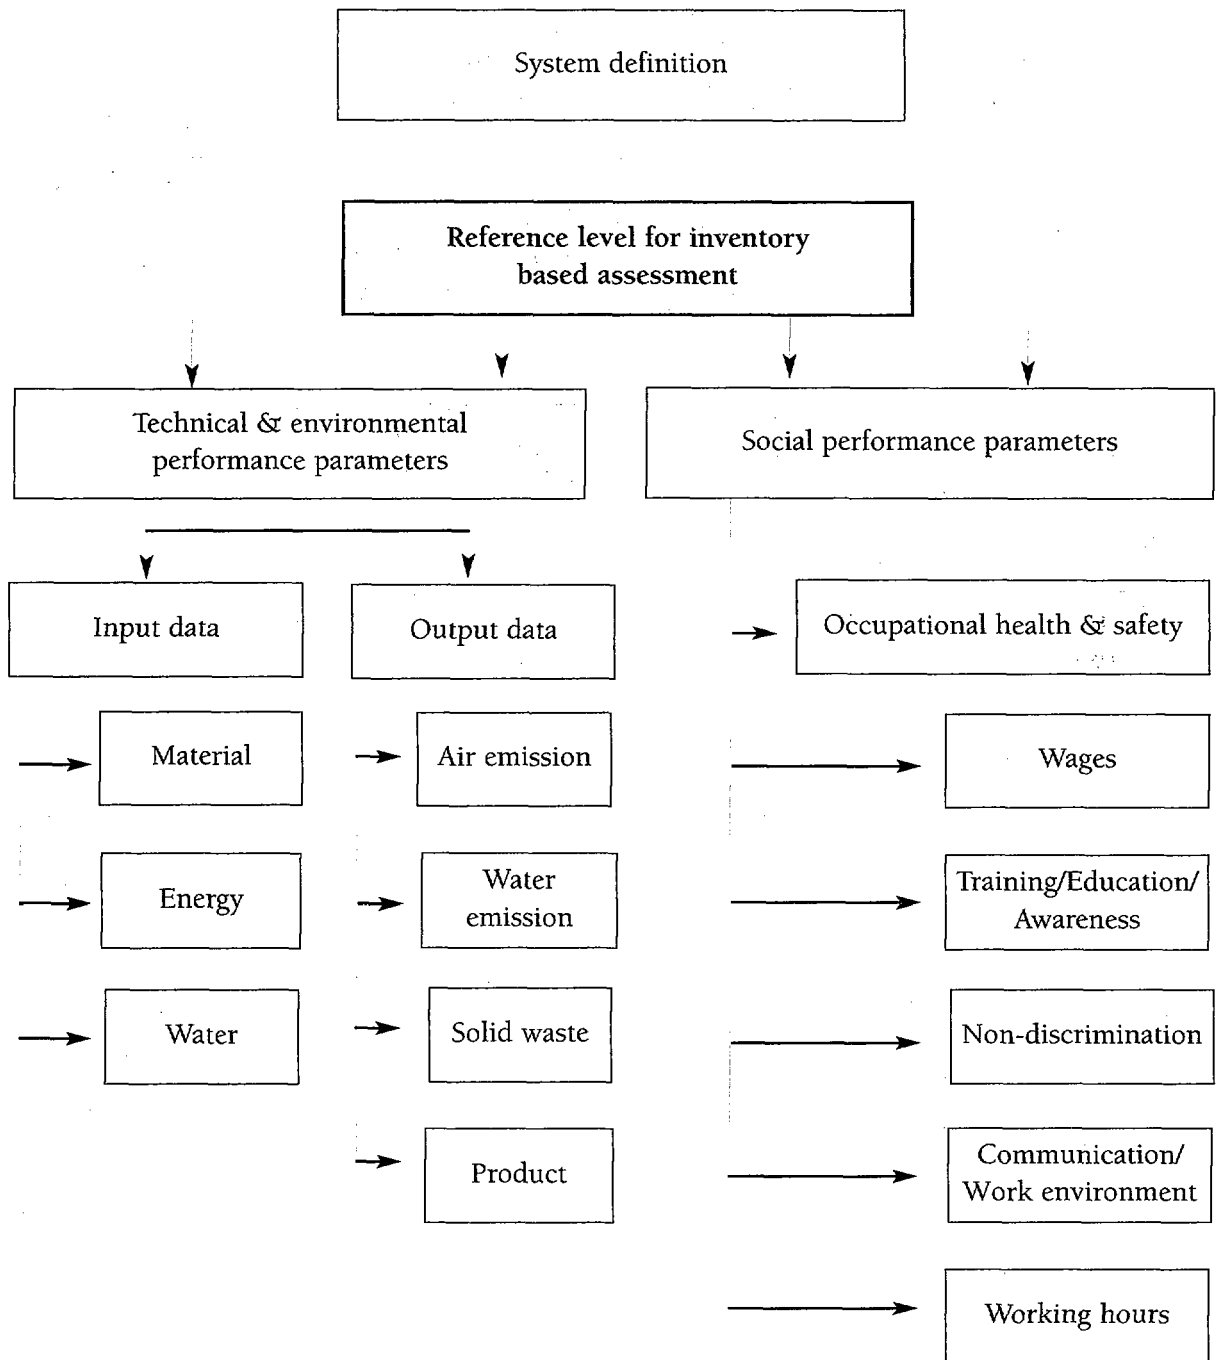 System definition
Reference level for inventory
based assessment
Technical & environmental
performance parameters
Social performance parameters
Input data
Output data
Occupational health & safety
Material
Air emission
Wages
Energy
Water
emission
Training/Education/
Awareness
Water
Solid waste
Non-discrimination
Product
Communication/
Work environment
Working hours